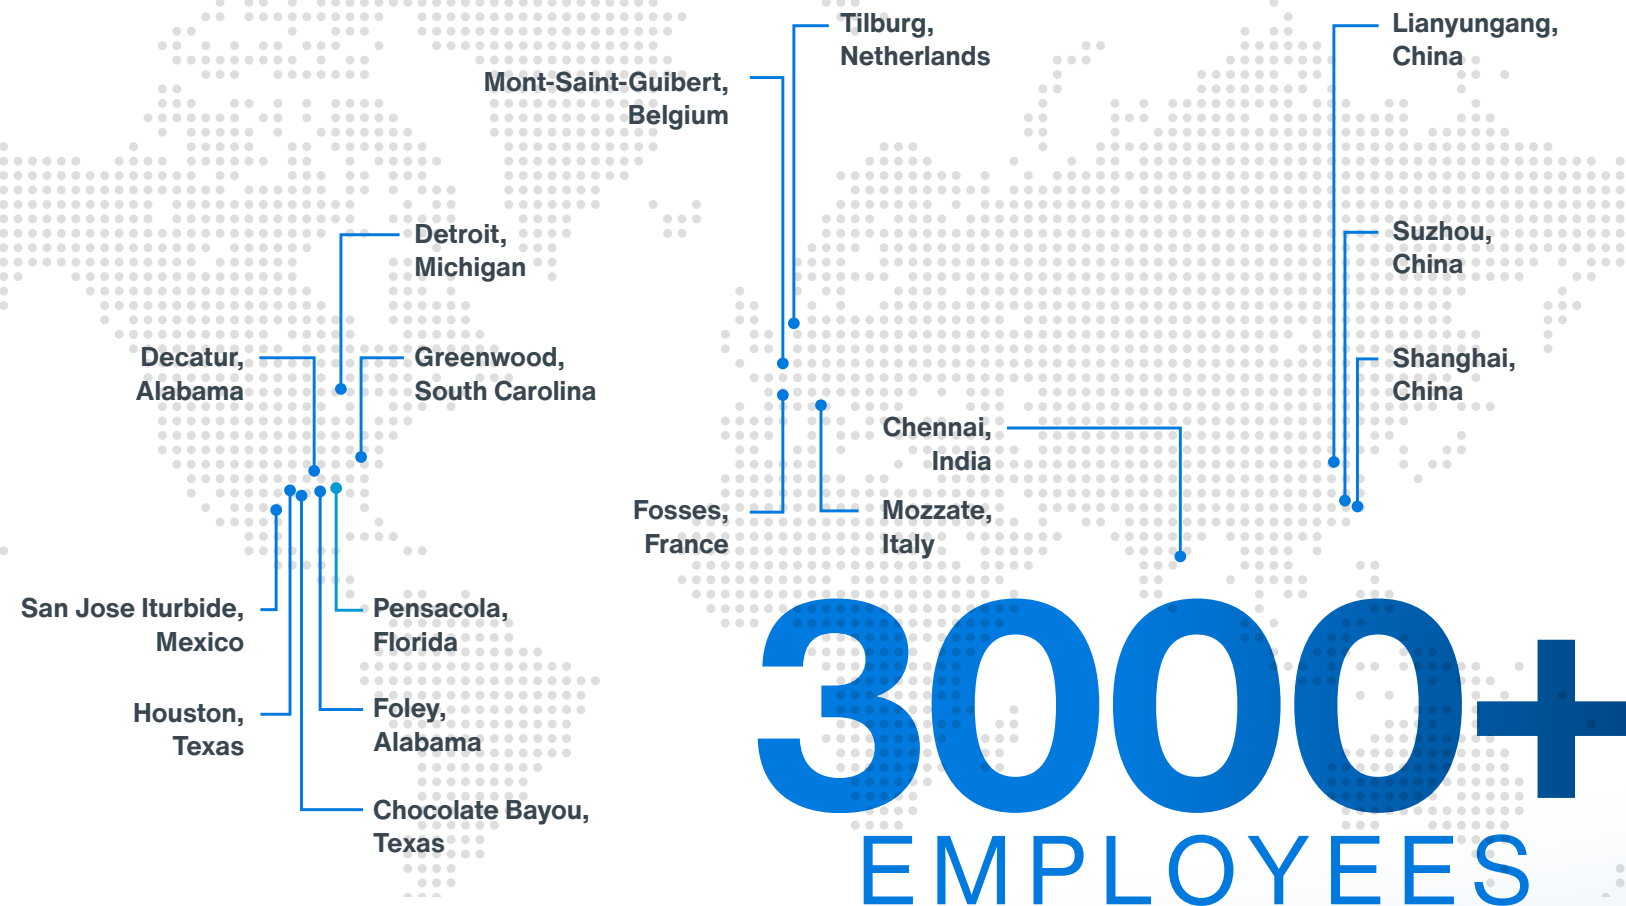 Tilburg,
Netherlands
Lianyungang,
China
Mont-Saint-Guibert,
Belgium
Detroit,
Michigan
Suzhou,
China
Decatur,
Alabama
Greenwood,
South Carolina
Shanghai,
China
Chennai,
India
Fosses,
France
Mozzate,
Italy
San Jose Iturbide,
Mexico
Pensacola,
Florida
Houston,
Texas
Foley,
Alabama
Chocolate Bayou,
Texas
3000+
EMPLOYEES